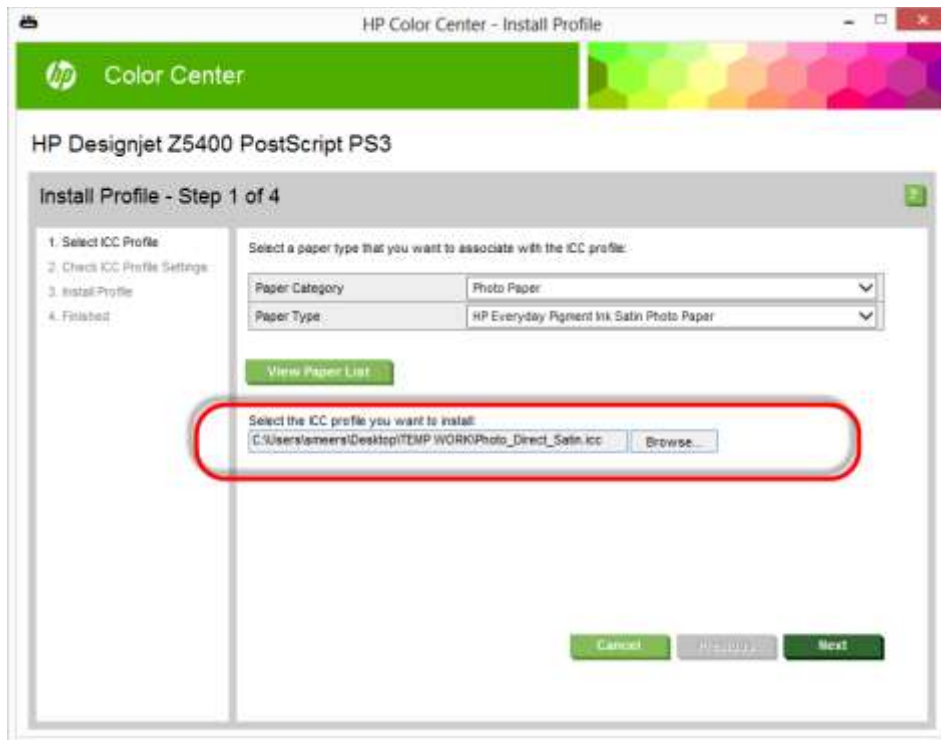 HP Color Center - Install Profile
hp Color Center
HP Designjet Z5400 PostScript PS3
Install Profile - Step 1 of 4
?
1. Select ICC Profile
2. Check ICC Profile Settings
3. Install Profile
4. Finished
Select a paper type that you want to associate with the ICC profile:
Paper Category Photo Paper
Paper Type HP Everyday Pigment Ink Satin Photo Paper
View Paper List
Select the ICC profile you want to install:
C:\Users\smeers\Desktop\TEMP WORK\Photo_Direct_Satin.icc Browse...
Cancel Previous Next